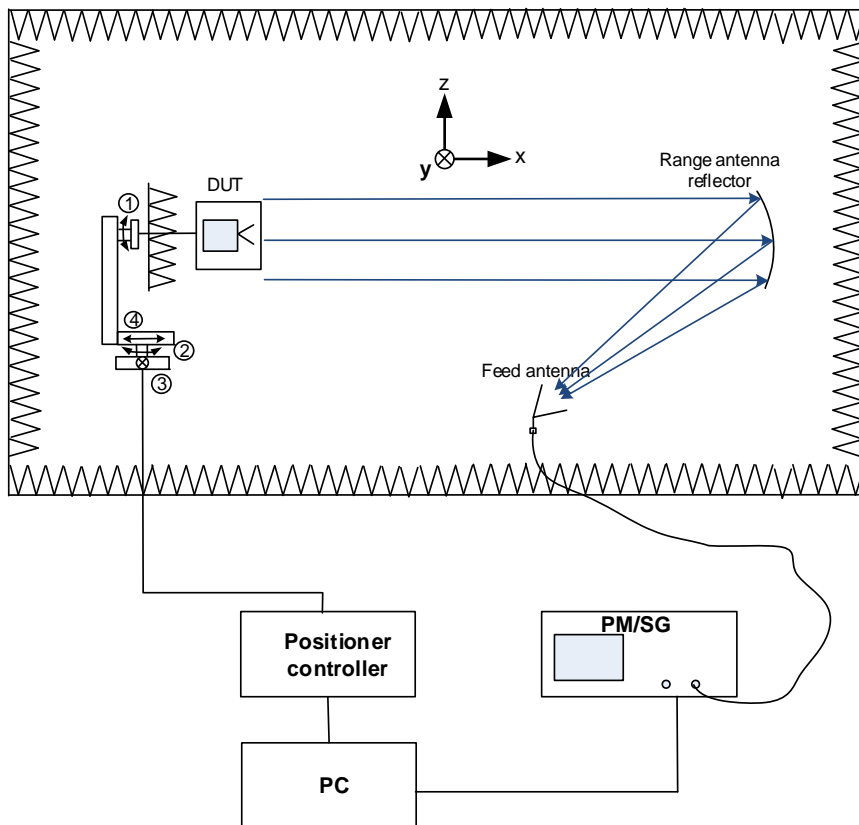 z
x
y
Range antenna
reflector
DUT
①
④
②
③
Feed antenna
Positioner
controller
PM/SG
PC